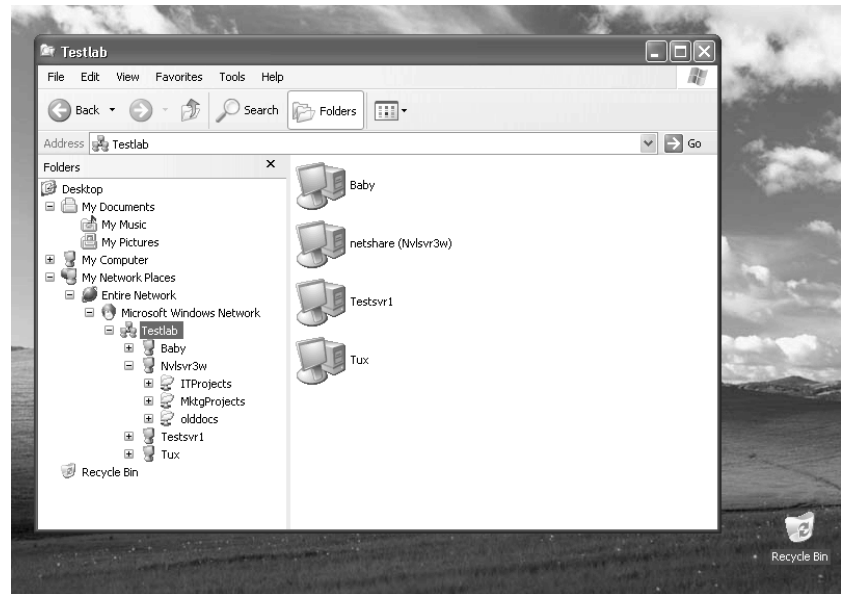 Testlab
File Edit View Favorites Tools Help
Back Search Folders
Address Testlab Go
Folders x
Desktop
My Documents
My Music
My Pictures
My Computer
My Network Places
Entire Network
Microsoft Windows Network
Testlab
Baby
Nvlsvr3w
ITProjects
MktgProjects
olddocs
Testsvr1
Tux
Recycle Bin
Baby
netshare (Nvlsvr3w)
Testsvr1
Tux
Recycle Bin